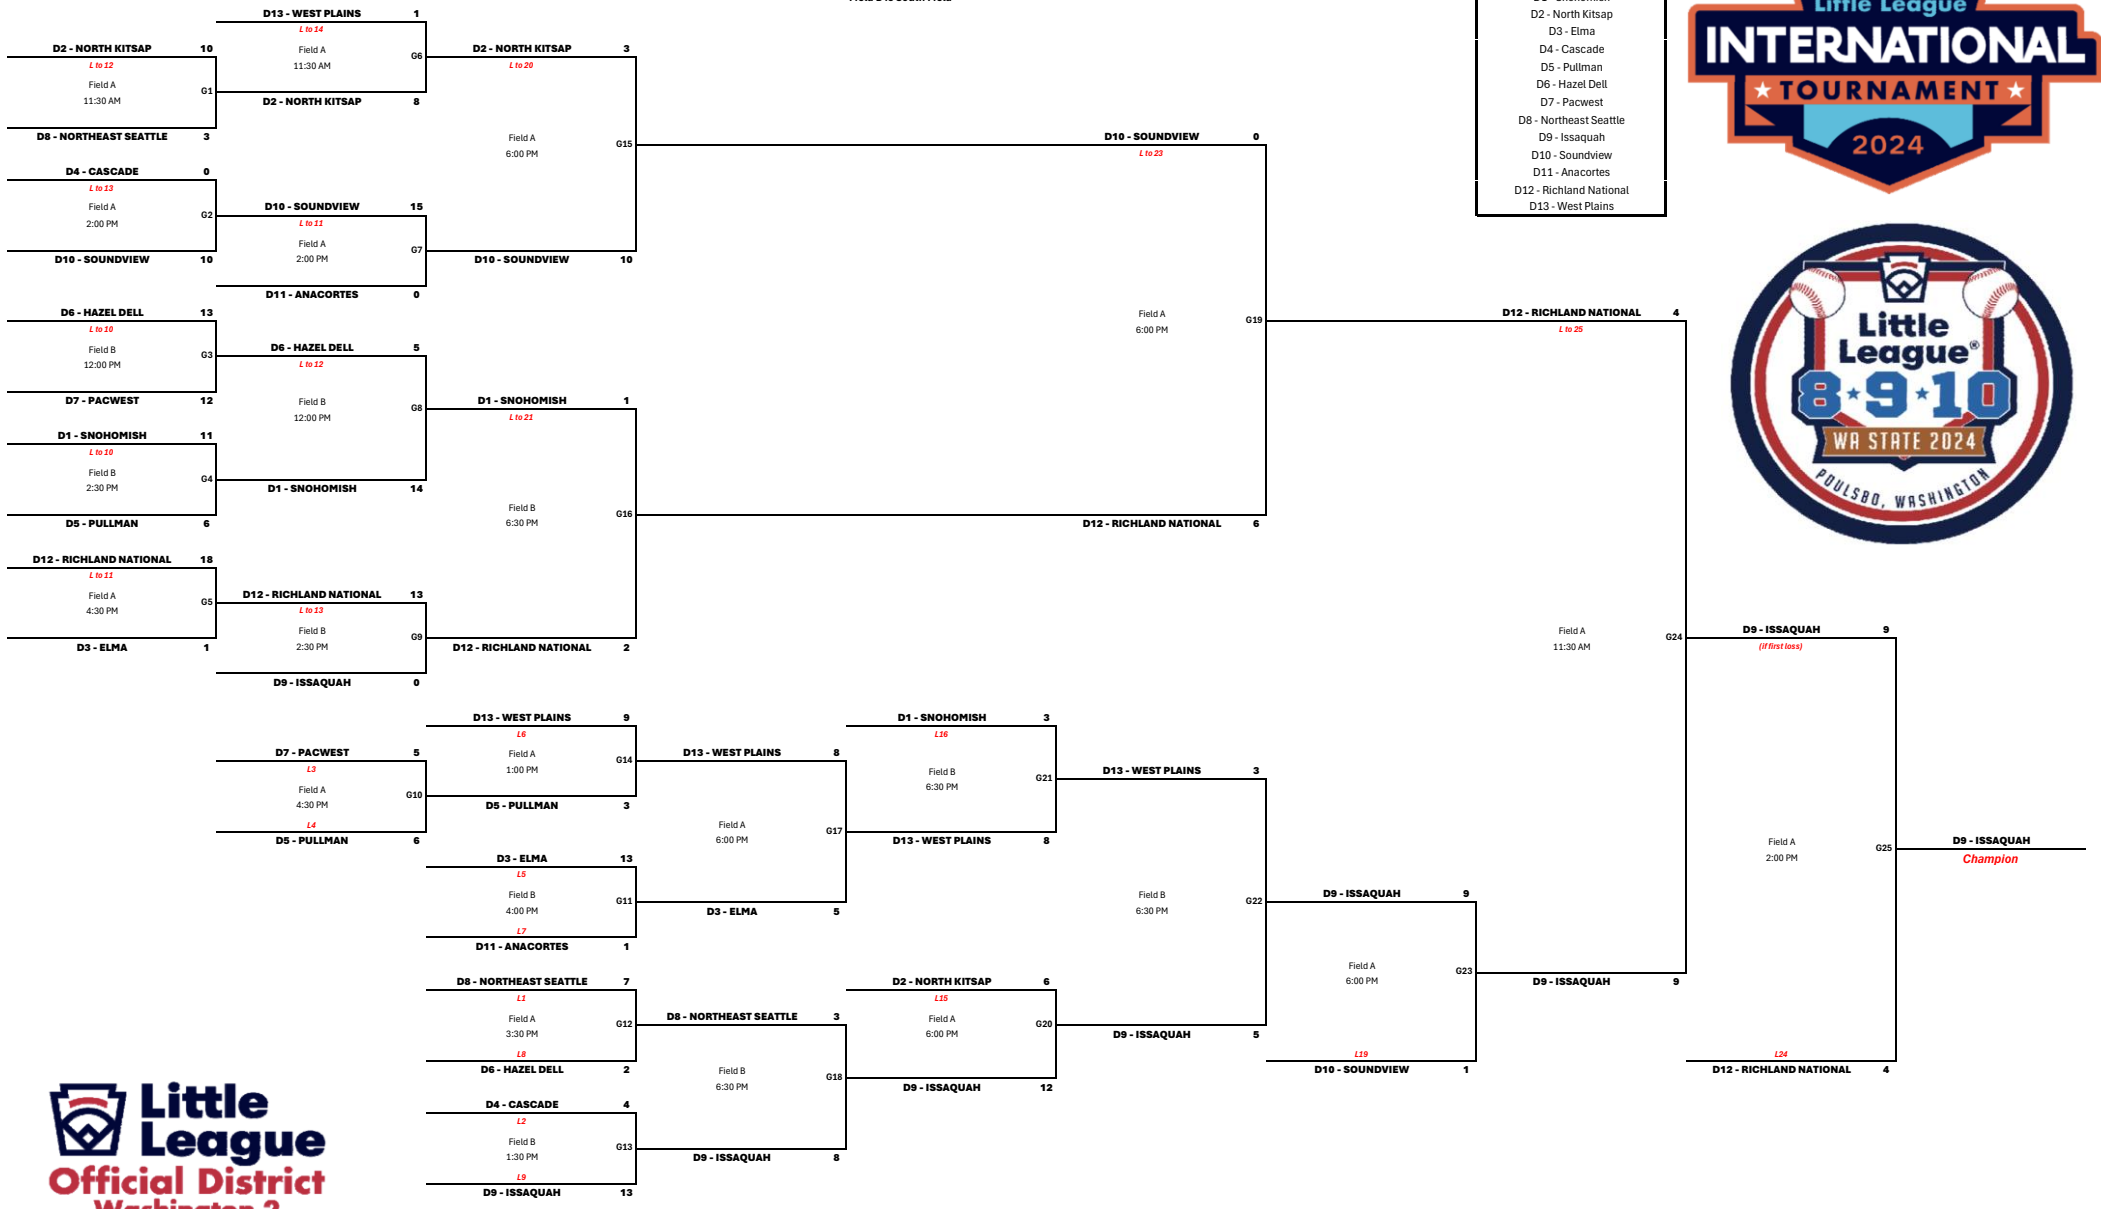 D13 - WEST PLAINS 1
L to 14
Field A
11:30 AM
G6
D2 - NORTH KITSAP 8
D2 - NORTH KITSAP 10
L to 12
Field A
11:30 AM
G1
D8 - NORTHEAST SEATTLE 3
D4 - CASCADE 0
L to 13
Field A
2:00 PM
G2
D10 - SOUNDVIEW 10
D10 - SOUNDVIEW 15
L to 11
Field A
2:00 PM
G7
D11 - ANACORTES 0
D6 - HAZEL DELL 13
L to 10
Field B
12:00 PM
G3
D7 - PACWEST 12
D6 - HAZEL DELL 5
L to 12
Field B
12:00 PM
G8
D1 - SNOHOMISH 14
D1 - SNOHOMISH 11
L to 10
Field B
2:30 PM
G4
D5 - PULLMAN 6
D12 - RICHLAND NATIONAL 18
L to 11
Field A
4:30 PM
G5
D3 - ELMA 1
D12 - RICHLAND NATIONAL 13
L to 13
Field B
2:30 PM
G9
D9 - ISSAQUAH 0
D2 - NORTH KITSAP 3
L to 20
Field A
6:00 PM
G15
D10 - SOUNDVIEW 10
D1 - SNOHOMISH 1
L to 21
Field B
6:30 PM
G16
D12 - RICHLAND NATIONAL 2
D10 - SOUNDVIEW 0
L to 23
Field A
6:00 PM
G19
D12 - RICHLAND NATIONAL 6
D12 - RICHLAND NATIONAL 4
L to 25
Field A
11:30 AM
G24
D9 - ISSAQUAH 9
D9 - ISSAQUAH 9
(if first loss)
Field A
2:00 PM
G25
L24
D12 - RICHLAND NATIONAL 4
D9 - ISSAQUAH
Champion
D7 - PACWEST 5
L3
Field A
4:30 PM
G10
L4
D5 - PULLMAN 6
D13 - WEST PLAINS 9
L6
Field A
1:00 PM
G14
D5 - PULLMAN 3
D3 - ELMA 13
L5
Field B
4:00 PM
G11
L7
D11 - ANACORTES 1
D8 - NORTHEAST SEATTLE 7
L1
Field A
3:30 PM
G12
L8
D6 - HAZEL DELL 2
D4 - CASCADE 4
L2
Field B
1:30 PM
G13
L9
D9 - ISSAQUAH 13
D13 - WEST PLAINS 8
Field A
6:00 PM
G17
D3 - ELMA 5
D8 - NORTHEAST SEATTLE 3
Field B
6:30 PM
G18
D9 - ISSAQUAH 8
D1 - SNOHOMISH 3
L16
Field B
6:30 PM
G21
D13 - WEST PLAINS 8
D2 - NORTH KITSAP 6
L15
Field A
6:00 PM
G20
D9 - ISSAQUAH 12
D13 - WEST PLAINS 3
Field B
6:30 PM
G22
D9 - ISSAQUAH 5
D9 - ISSAQUAH 9
Field A
6:00 PM
G23
L19
D10 - SOUNDVIEW 1
D2 - North Kitsap
D3 - Elma
D4 - Cascade
D5 - Pullman
D6 - Hazel Dell
D7 - Pacwest
D8 - Northeast Seattle
D9 - Issaquah
D10 - Soundview
D11 - Anacortes
D12 - Richland National
D13 - West Plains
Little League
INTERNATIONAL
TOURNAMENT
2024
Little
League®
8★9★10
WA STATE 2024
POULSBO, WASHINGTON
Little
League
Official District
Washington 2